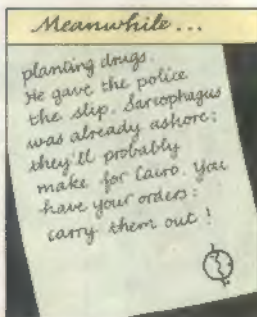 Meanwhile...
planting drugs.
He gave the police
the slip. Sarcophagus
was already ashore:
they'll probably
make for Cairo. You
have your orders:
carry them out!